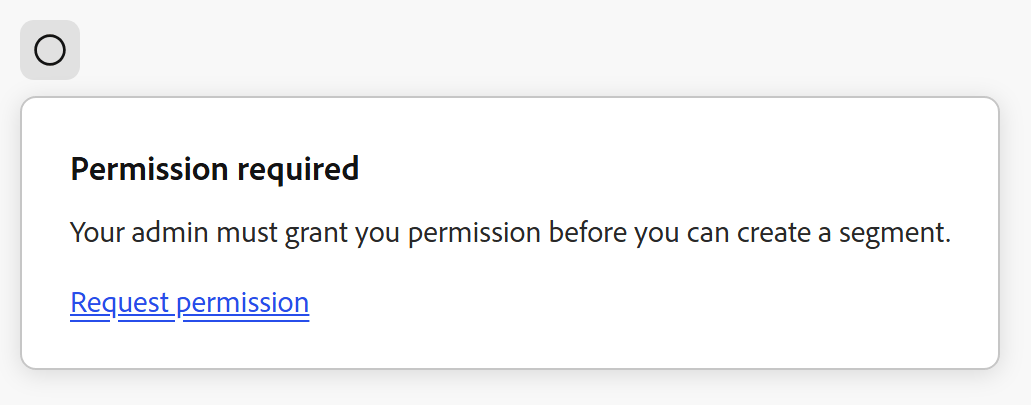 Permission required
Your admin must grant you permission before you can create a segment.
Request permission